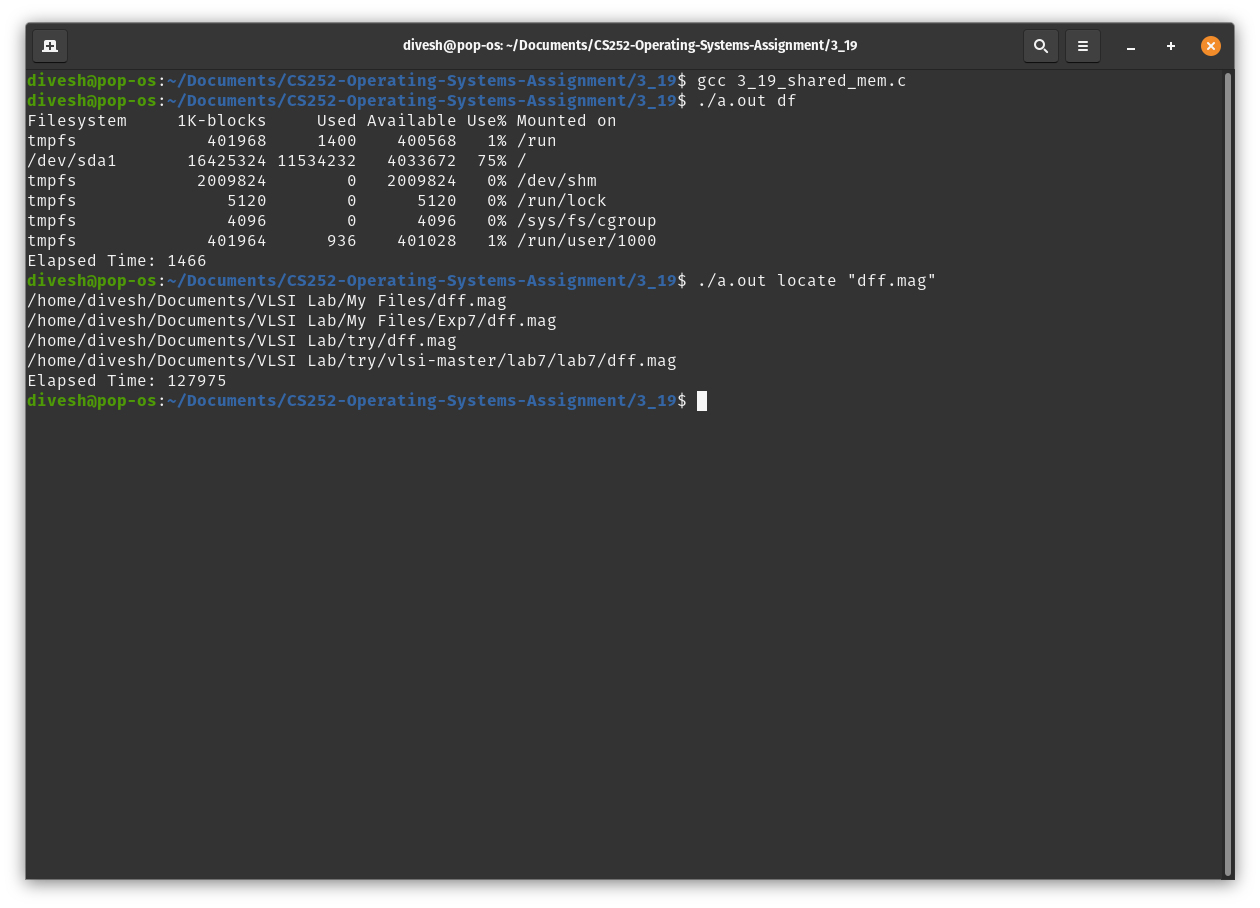 divesh@pop-os: ~/Documents/CS252-Operating-Systems-Assignment/3_19
divesh@pop-os:~/Documents/CS252-Operating-Systems-Assignment/3_19$ gcc 3_19_shared_mem.c
divesh@pop-os:~/Documents/CS252-Operating-Systems-Assignment/3_19$ ./a.out df
Filesystem     1K-blocks     Used Available Use% Mounted on
tmpfs             401968     1400    400568   1% /run
/dev/sda1       16425324 11534232   4033672  75% /
tmpfs            2009824        0   2009824   0% /dev/shm
tmpfs               5120        0      5120   0% /run/lock
tmpfs               4096        0      4096   0% /sys/fs/cgroup
tmpfs             401964      936    401028   1% /run/user/1000
Elapsed Time: 1466
divesh@pop-os:~/Documents/CS252-Operating-Systems-Assignment/3_19$ ./a.out locate "dff.mag"
/home/divesh/Documents/VLSI Lab/My Files/dff.mag
/home/divesh/Documents/VLSI Lab/My Files/Exp7/dff.mag
/home/divesh/Documents/VLSI Lab/try/dff.mag
/home/divesh/Documents/VLSI Lab/try/vlsi-master/lab7/lab7/dff.mag
Elapsed Time: 127975
divesh@pop-os:~/Documents/CS252-Operating-Systems-Assignment/3_19$